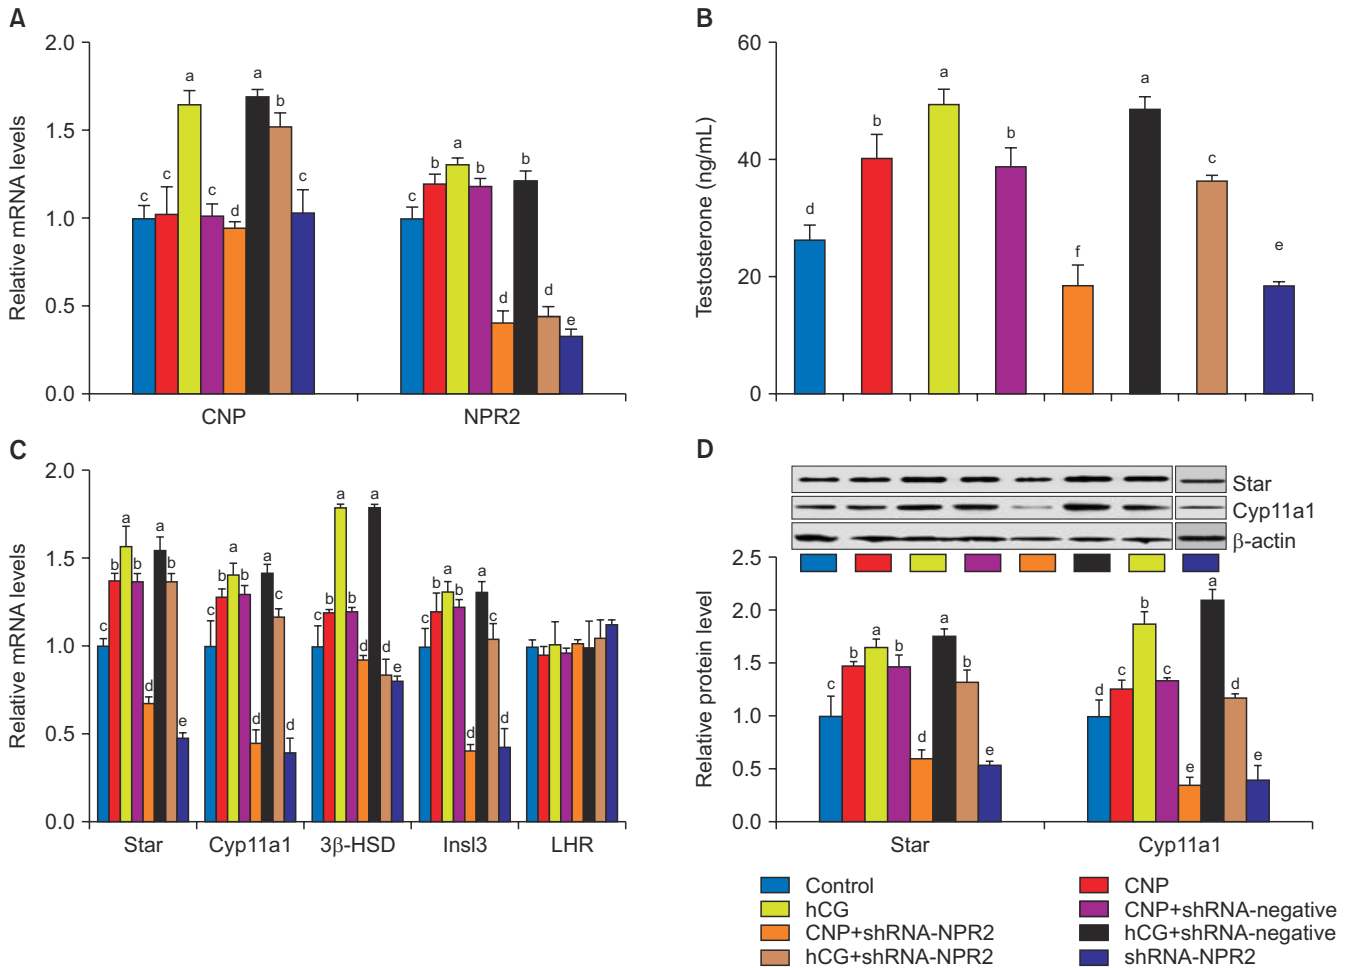 A
2.0
1.5
1.0
0.5
0.0
Relative mRNA levels
c c a c d a b c
c b a b d b d e
CNP NPR2
B
60
40
20
0
Testosterone (ng/mL)
d b a b f a c e
C
2.0
1.5
1.0
0.5
0.0
Relative mRNA levels
c b a b d a b e
c b a b d a c d
c b a b d a d e
c b a b d a c d
Star Cyp11a1 3β-HSD Insl3 LHR
D
Star
Cyp11a1
β-actin
2.5
2.0
1.5
1.0
0.5
0.0
Relative protein level
c b a b d a b e
d c b c e a d e
Star Cyp11a1
Control CNP
hCG CNP+shRNA-negative
CNP+shRNA-NPR2 hCG+shRNA-negative
hCG+shRNA-NPR2 shRNA-NPR2